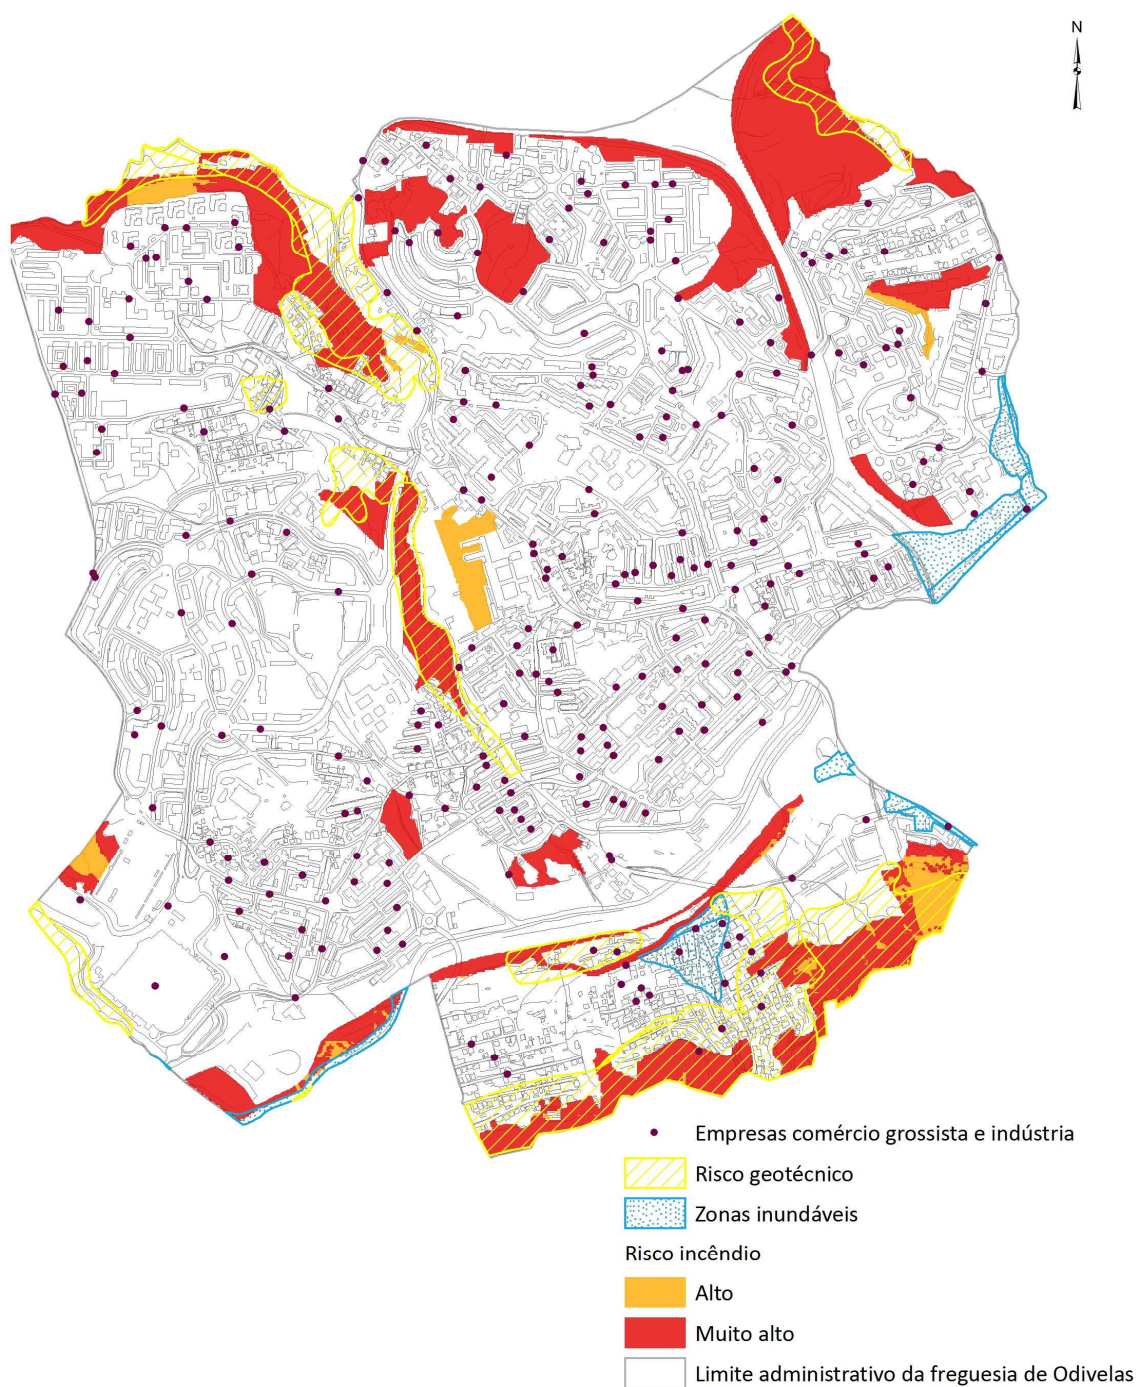 N
Empresas comércio grossista e indústria
Risco geotécnico
Zonas inundáveis
Risco incêndio
Alto
Muito alto
Limite administrativo da freguesia de Odivelas